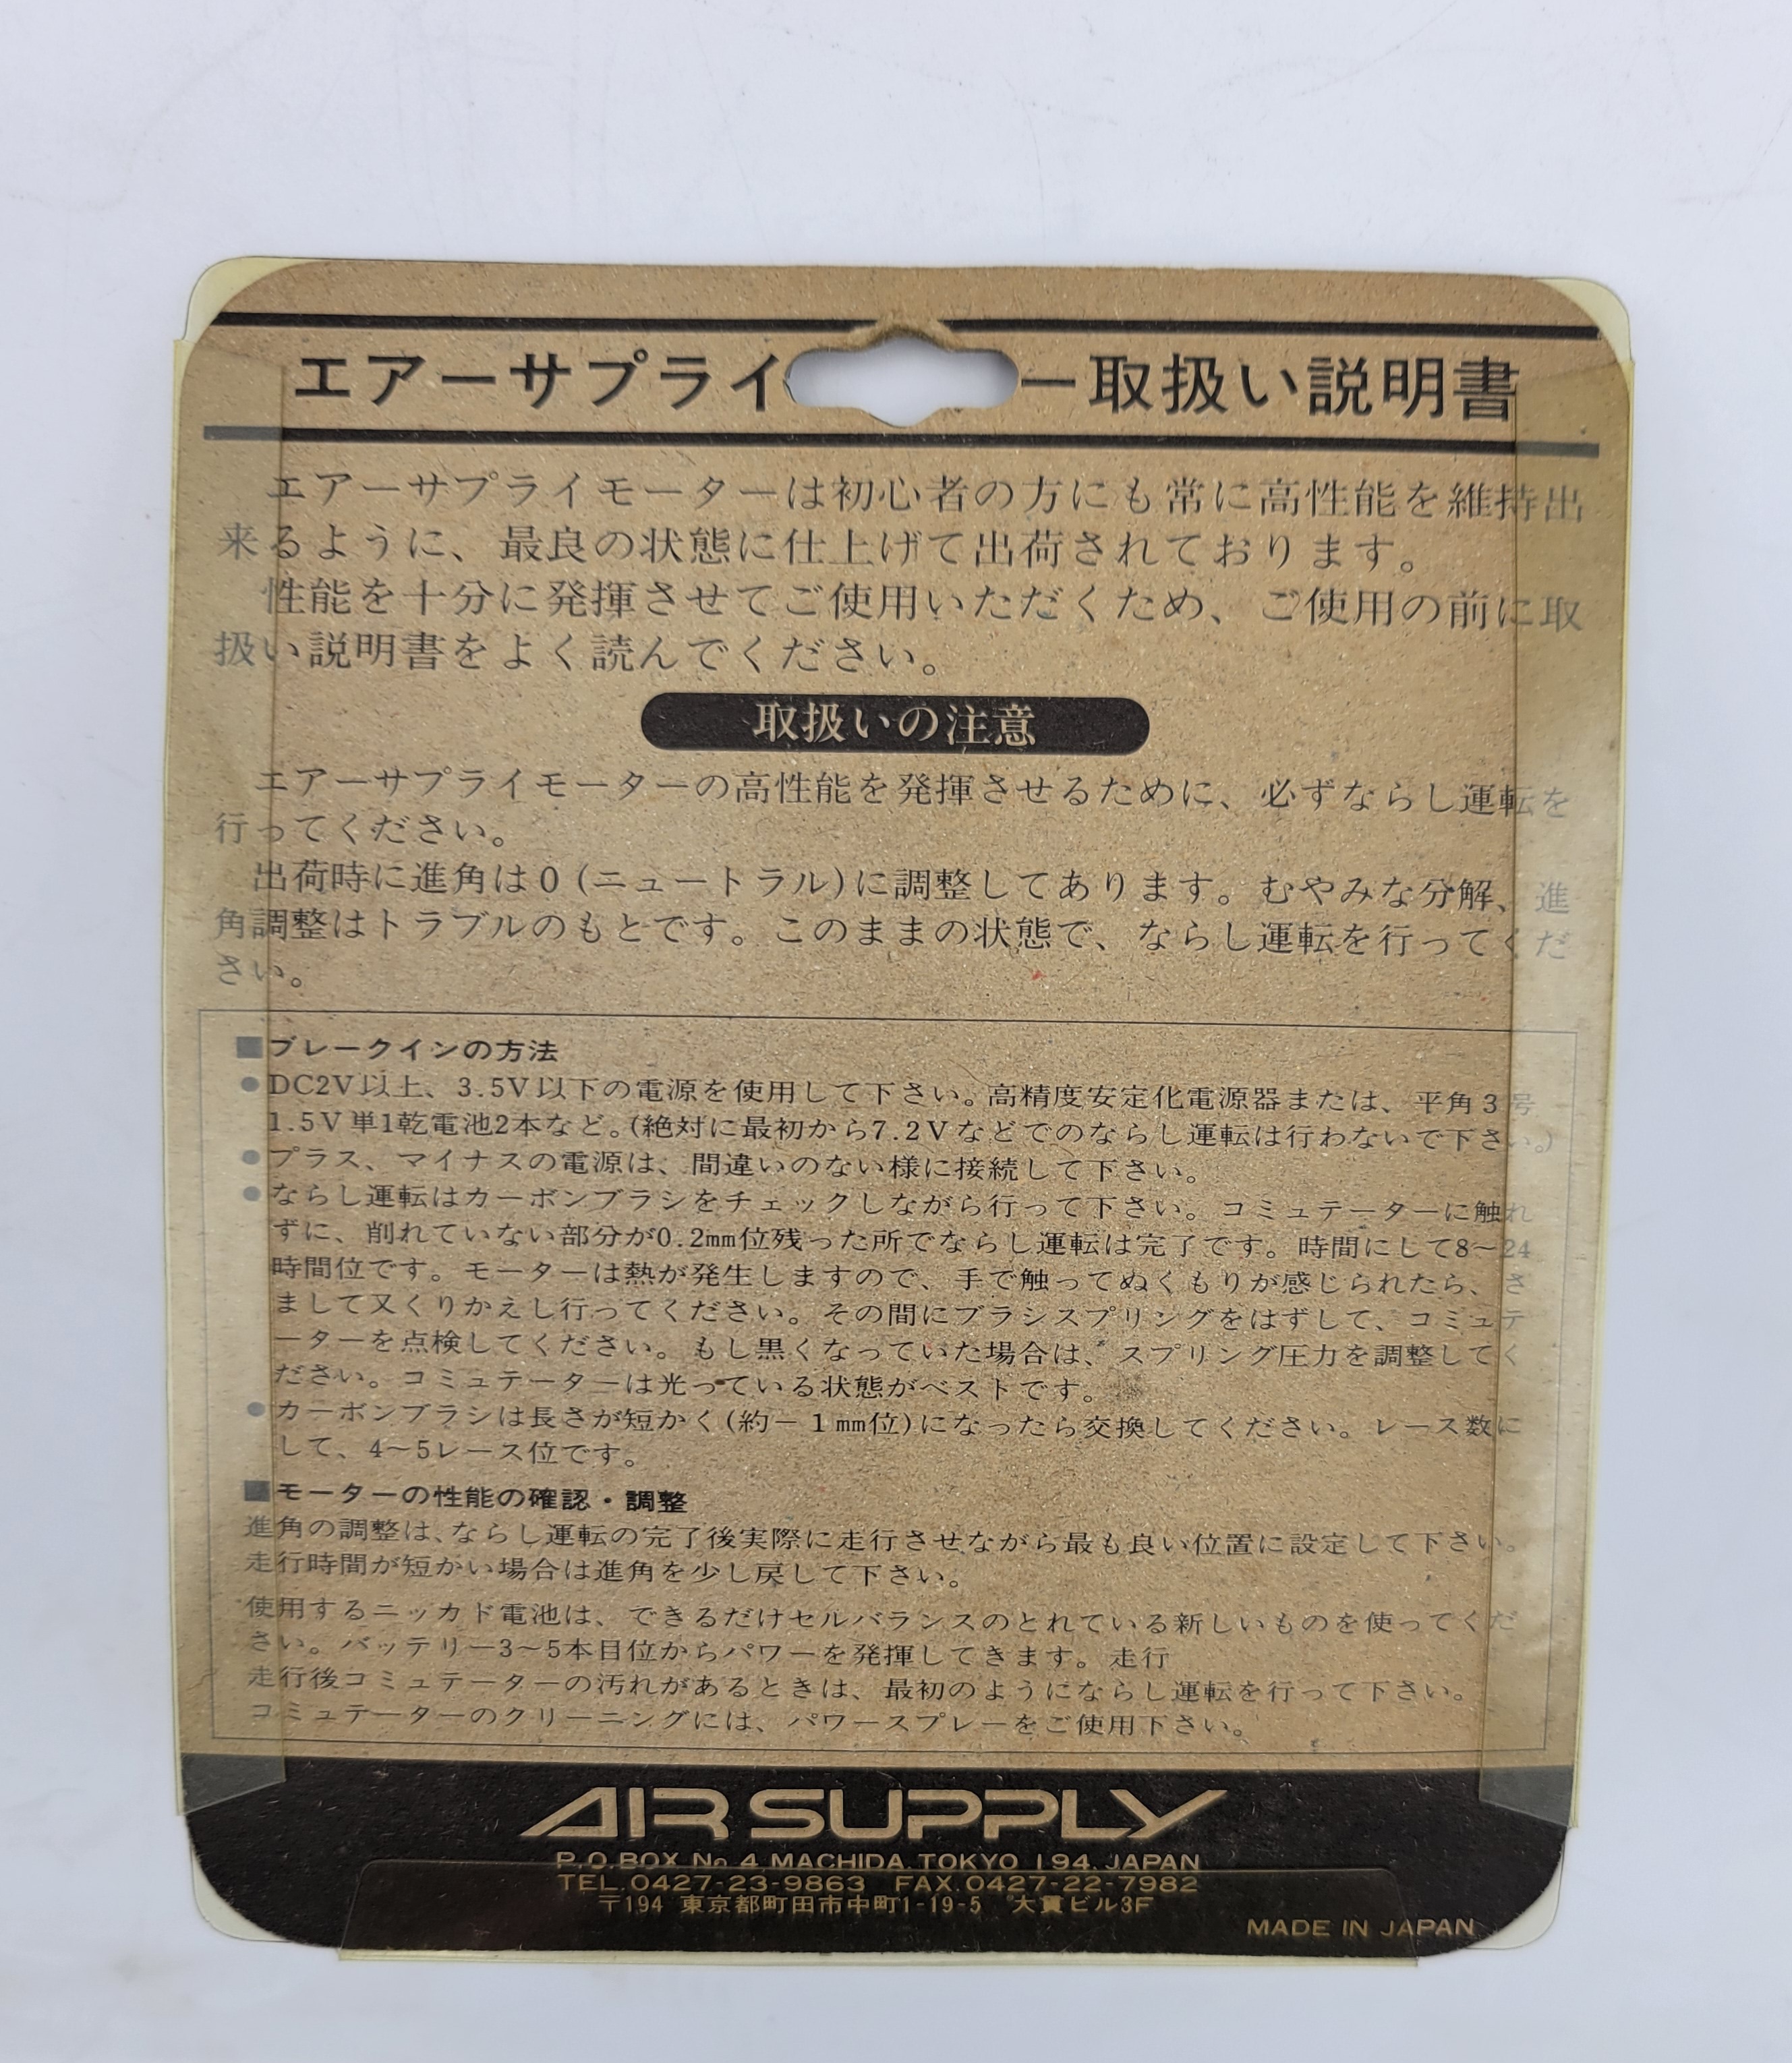 エアーサプライ ー取扱い説明書
エアーサプライモーターは初心者の方にも常に高性能を維持出
来るように、最良の状態に仕上げて出荷されております。
性能を十分に発揮させてご使用いただくため、ご使用の前に取
扱い説明書をよく読んでください。
取扱いの注意
エアーサプライモーターの高性能を発揮させるために、必ずならし運転を
行ってください。
出荷時に進角は0(ニュートラル)に調整してあります。むやみな分解、進
角調整はトラブルのもとです。このままの状態で、ならし運転を行ってくだ
さい。
■ブレークインの方法
●DC2V以上、3.5V以下の電源を使用して下さい。高精度安定化電源器または、平角3号
1.5V単1乾電池2本など。(絶対に最初から7.2Vなどでのならし運転は行わないで下さい。)
●プラス、マイナスの電源は、間違いのない様に接続して下さい。
●ならし運転はカーボンブラシをチェックしながら行って下さい。コミュテーターに触れ
ずに、削れていない部分が0.2mm位残った所でならし運転は完了です。時間にして8〜24
時間位です。モーターは熱が発生しますので、手で触ってぬくもりが感じられたら、さ
まして又くりかえし行ってください。その間にブラシスプリングをはずして、コミュテ
ーターを点検してください。もし黒くなっていた場合は、スプリング圧力を調整してく
ださい。コミュテーターは光っている状態がベストです。
●カーボンブラシは長さが短かく(約−1mm位)になったら交換してください。レース数に
して、4〜5レース位です。
■モーターの性能の確認・調整
進角の調整は、ならし運転の完了後実際に走行させながら最も良い位置に設定して下さい。
走行時間が短かい場合は進角を少し戻して下さい。
使用するニッカド電池は、できるだけセルバランスのとれている新しいものを使ってくだ
さい。バッテリー3〜5本目位からパワーを発揮してきます。走行
走行後コミュテーターの汚れがあるときは、最初のようにならし運転を行って下さい。
コミュテーターのクリーニングには、パワースプレーをご使用下さい。
AIR SUPPLY
P.O.BOX No.4,MACHIDA,TOKYO 194,JAPAN
TEL.0427-23-9863 FAX.0427-22-7982
〒194 東京都町田市中町1-19-5 大貫ビル3F
MADE IN JAPAN